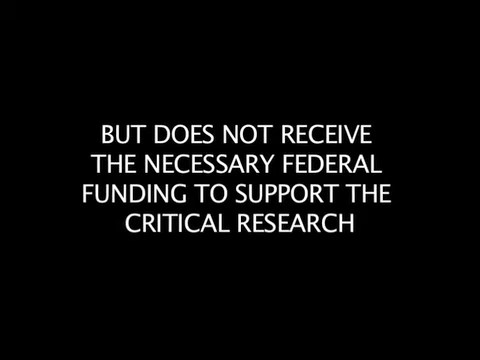 BUT DOES NOT RECEIVE
THE NECESSARY FEDERAL
FUNDING TO SUPPORT THE
CRITICAL RESEARCH